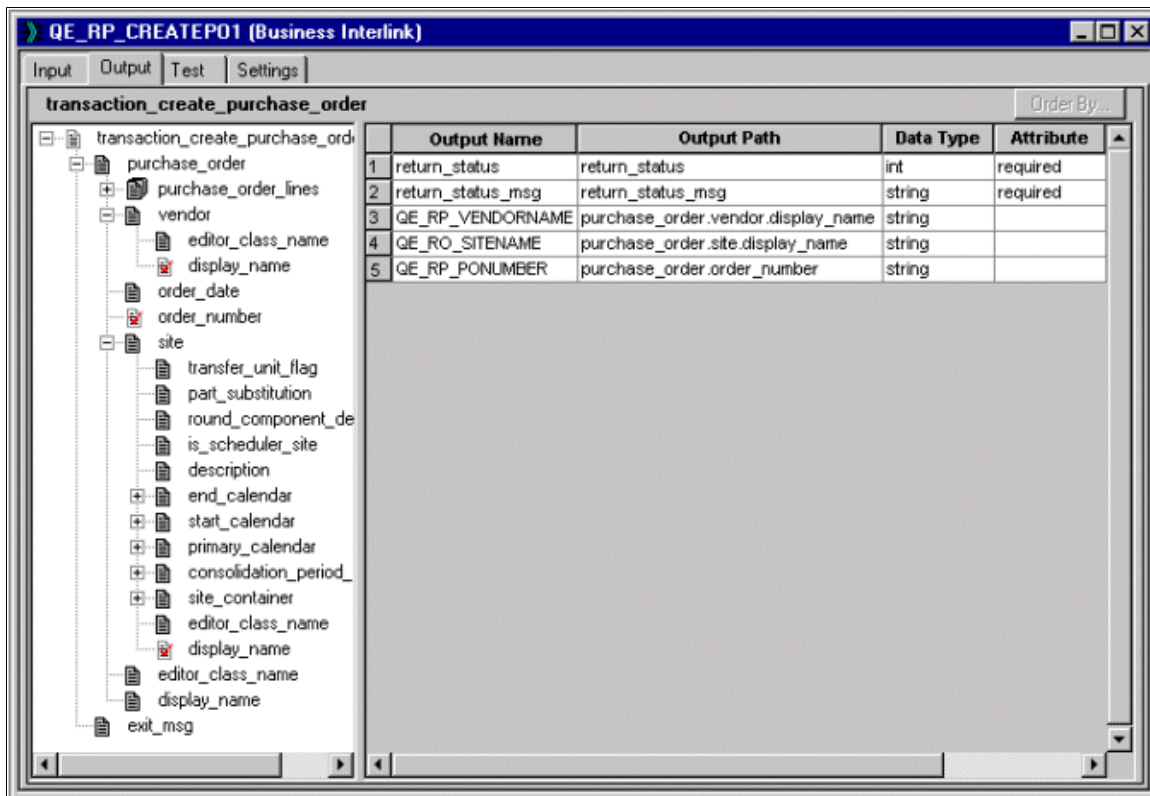 QE_RP_CREATEPO1 (Business Interlink)
Input Output Test Settings
transaction_create_purchase_order
Order By...
transaction_create_purchase_ord
purchase_order
purchase_order_lines
vendor
editor_class_name
display_name
order_date
order_number
site
transfer_unit_flag
part_substitution
round_component_de
is_scheduler_site
description
end_calendar
start_calendar
primary_calendar
consolidation_period_
site_container
editor_class_name
display_name
editor_class_name
display_name
exit_msg
Output Name Output Path Data Type Attribute
1 return_status return_status int required
2 return_status_msg return_status_msg string required
3 QE_RP_VENDORNAME purchase_order.vendor.display_name string
4 QE_RO_SITENAME purchase_order.site.display_name string
5 QE_RP_PONUMBER purchase_order.order_number string